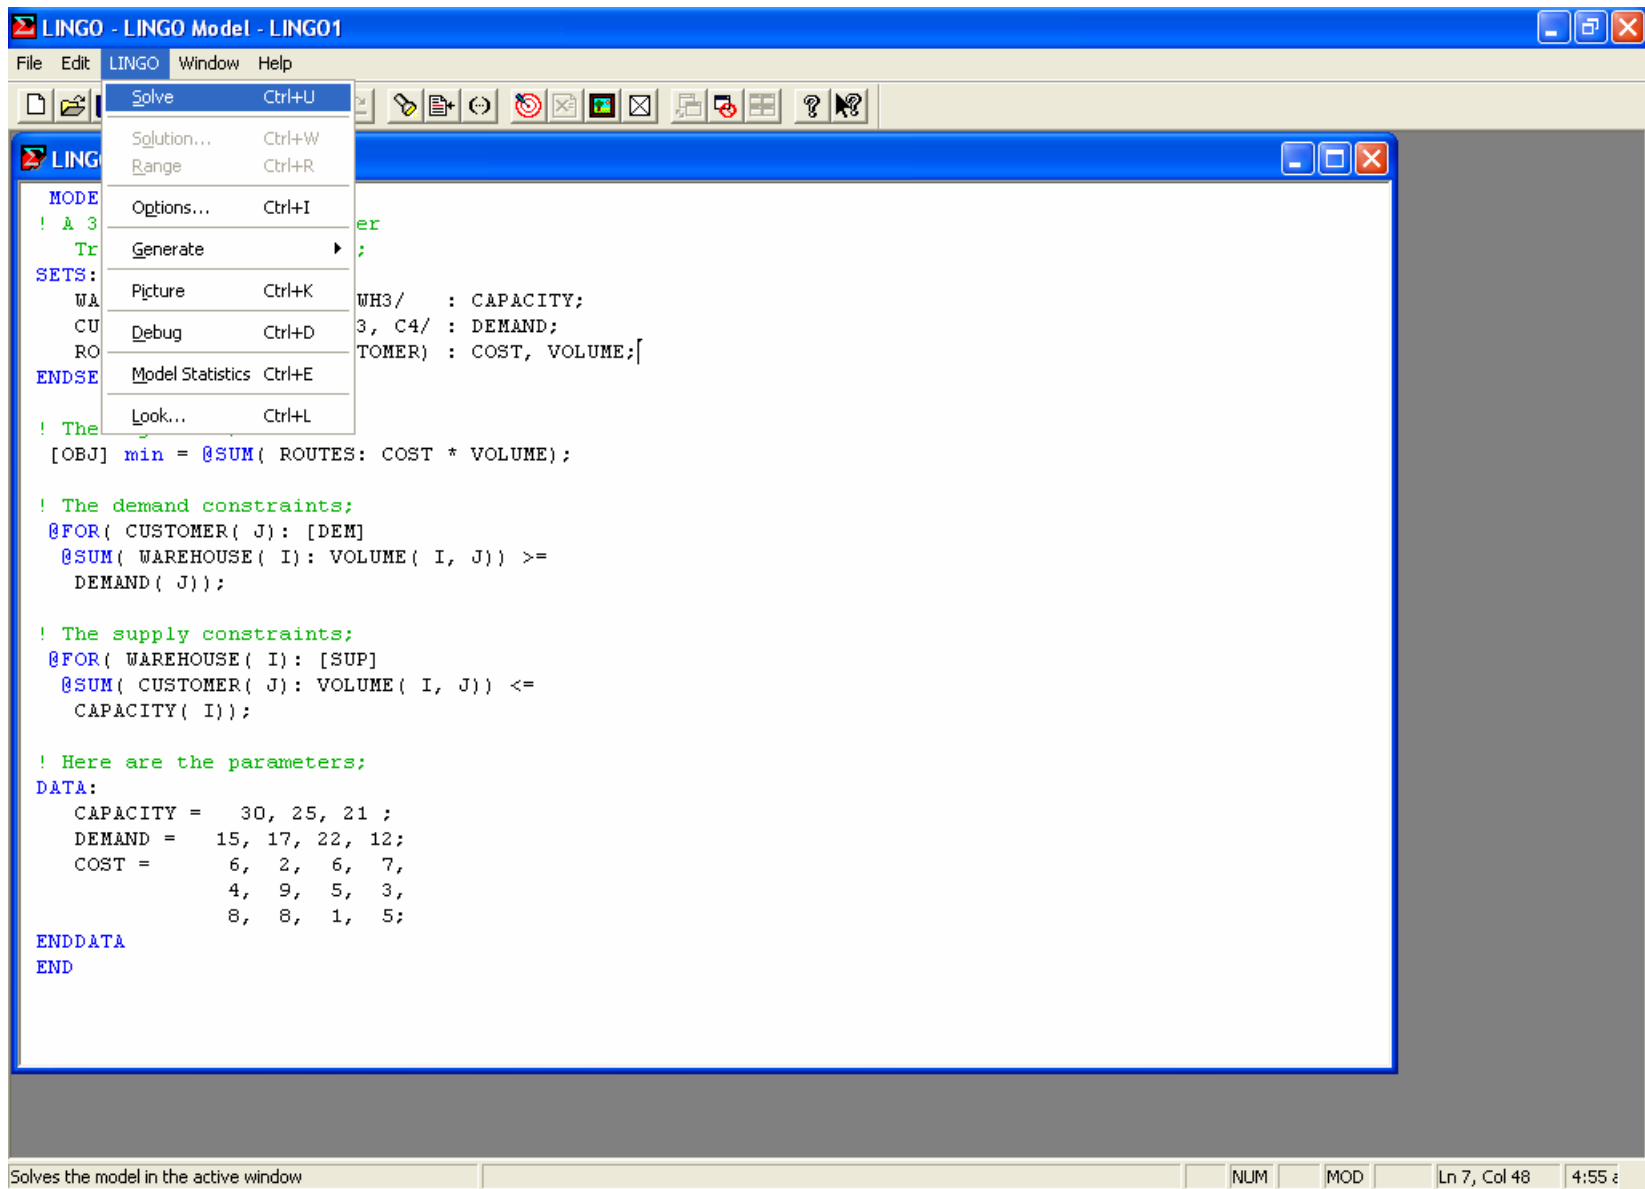 LINGO - LINGO Model - LINGO1
File Edit LINGO Window Help
Solve Ctrl+U
Solution... Ctrl+W
Range Ctrl+R
Options... Ctrl+I
Generate
Picture Ctrl+K
Debug Ctrl+D
Model Statistics Ctrl+E
Look... Ctrl+L
LING
MODE
! A 3 er
Tr ;
SETS:
WA WH3/ : CAPACITY;
CU 3, C4/ : DEMAND;
RO TOMER) : COST, VOLUME;
ENDSE
! The
[OBJ] min = @SUM( ROUTES: COST * VOLUME);
! The demand constraints;
@FOR( CUSTOMER( J): [DEM]
@SUM( WAREHOUSE( I): VOLUME( I, J)) >=
DEMAND( J));
! The supply constraints;
@FOR( WAREHOUSE( I): [SUP]
@SUM( CUSTOMER( J): VOLUME( I, J)) <=
CAPACITY( I));
! Here are the parameters;
DATA:
CAPACITY = 30, 25, 21 ;
DEMAND = 15, 17, 22, 12;
COST = 6, 2, 6, 7,
4, 9, 5, 3,
8, 8, 1, 5;
ENDDATA
END
Solves the model in the active window NUM MOD Ln 7, Col 48 4:55 a